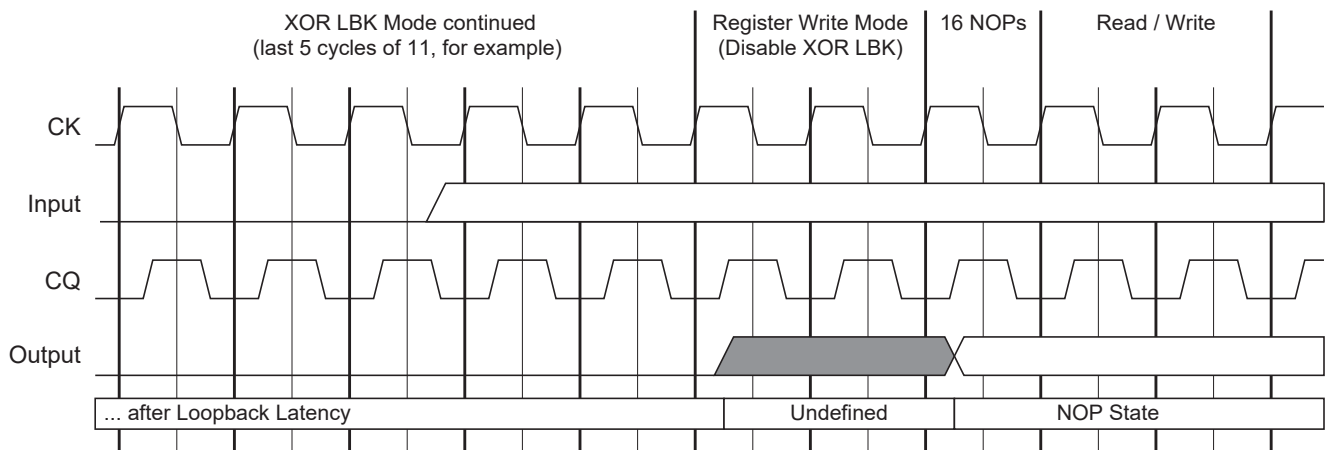 XOR LBK Mode continued
(last 5 cycles of 11, for example)
Register Write Mode
(Disable XOR LBK)
16 NOPs
Read / Write
CK
Input
CQ
Output
... after Loopback Latency
Undefined
NOP State